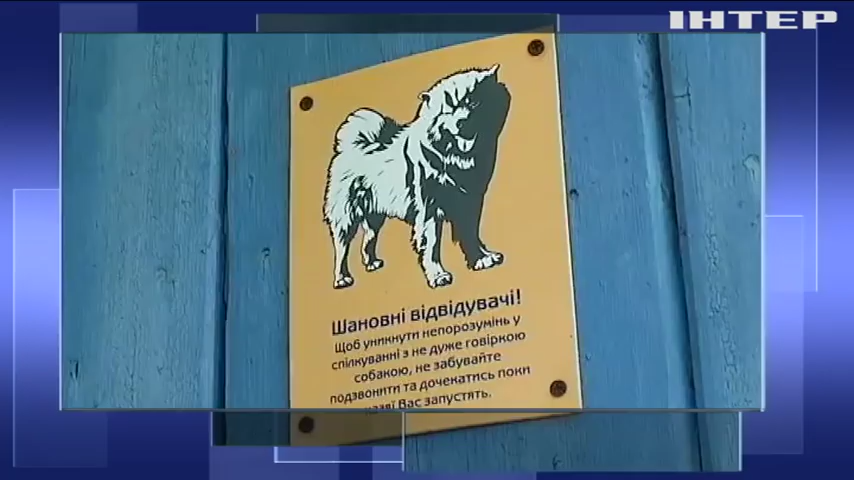 ІНТЕР
Шановні відвідувачі!
Щоб уникнути непорозумінь у
спілкуванні з не дуже говіркою
собакою, не забувайте
подзвонити та дочекатись поки
Вас запустять.